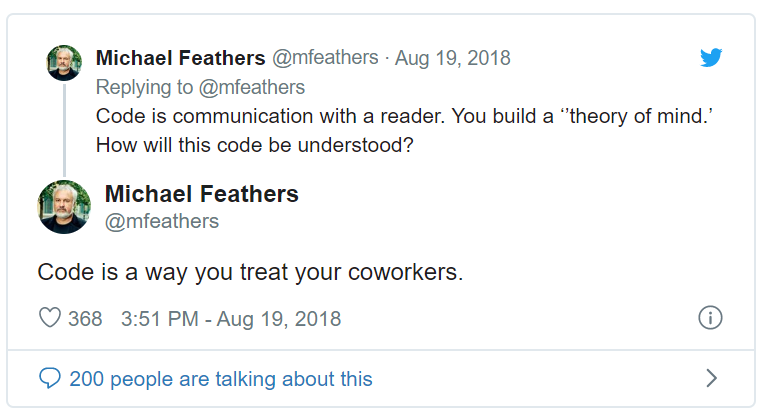 Michael Feathers @mfeathers · Aug 19, 2018
Replying to @mfeathers
Code is communication with a reader. You build a ‘'theory of mind.’
How will this code be understood?
Michael Feathers
@mfeathers
Code is a way you treat your coworkers.
368 3:51 PM - Aug 19, 2018
200 people are talking about this